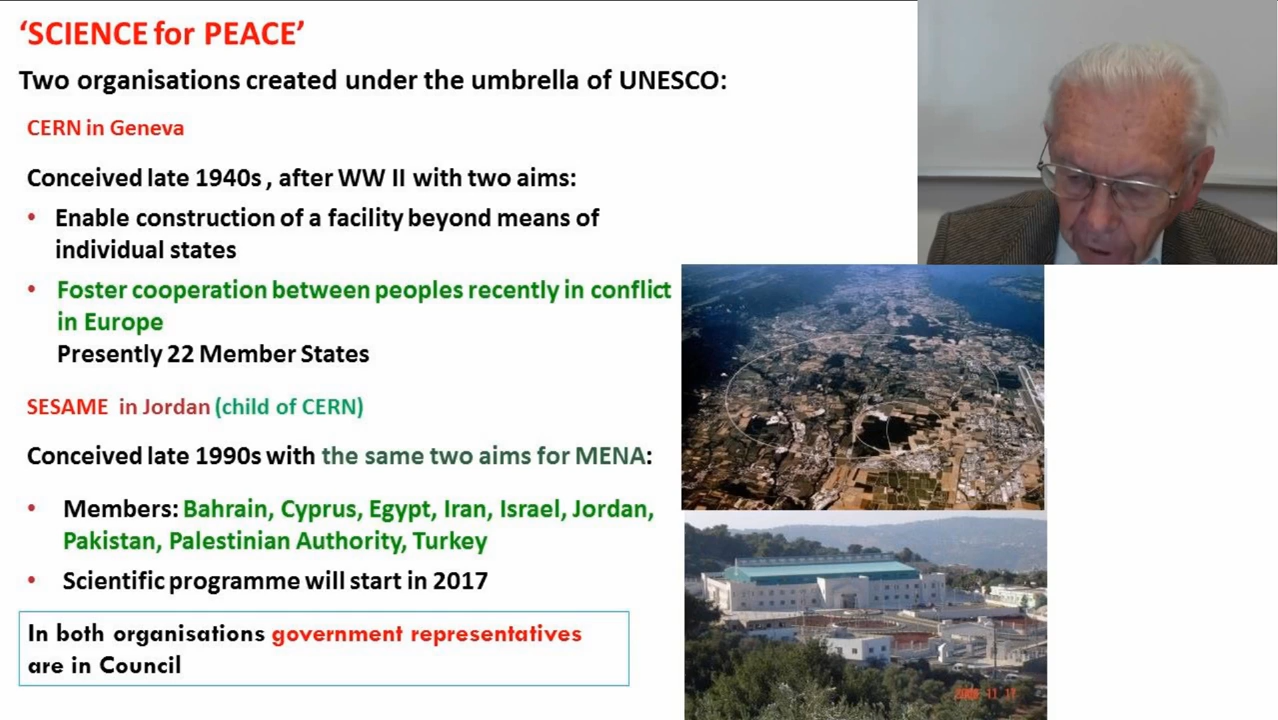 ‘SCIENCE for PEACE’
Two organisations created under the umbrella of UNESCO:
CERN in Geneva
Conceived late 1940s , after WW II with two aims:
• Enable construction of a facility beyond means of
individual states
• Foster cooperation between peoples recently in conflict
in Europe
Presently 22 Member States
SESAME in Jordan (child of CERN)
Conceived late 1990s with the same two aims for MENA:
• Members: Bahrain, Cyprus, Egypt, Iran, Israel, Jordan,
Pakistan, Palestinian Authority, Turkey
• Scientific programme will start in 2017
In both organisations government representatives
are in Council